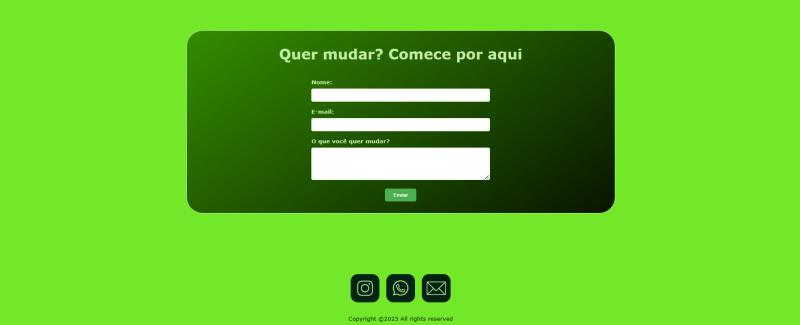 Quer mudar? Comece por aqui
Nome:
E-mail:
O que você quer mudar?
Enviar
Copyright ©2025 All rights reserved